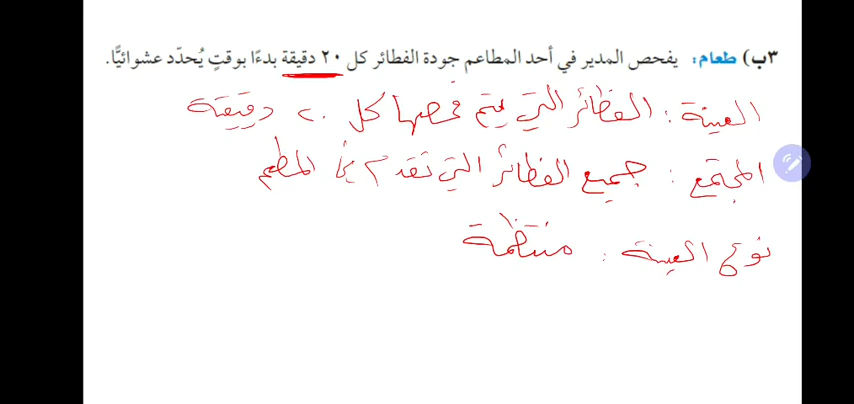 ٣ب) طعام: يفحص المدير في أحد المطاعم جودة الفطائر كل ٢٠ دقيقة بدءًا بوقتٍ يُحدّد عشوائيًّا.
العينة: الفطائر التي يتم فحصها كل ٢٠ دقيقة
المجتمع: جميع الفطائر التي تقدم في المطعم
نوع العينة: منتظمة